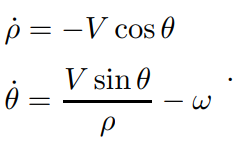 ρ̇ = −V cos θ
θ̇ = V sin θ / ρ − ω .